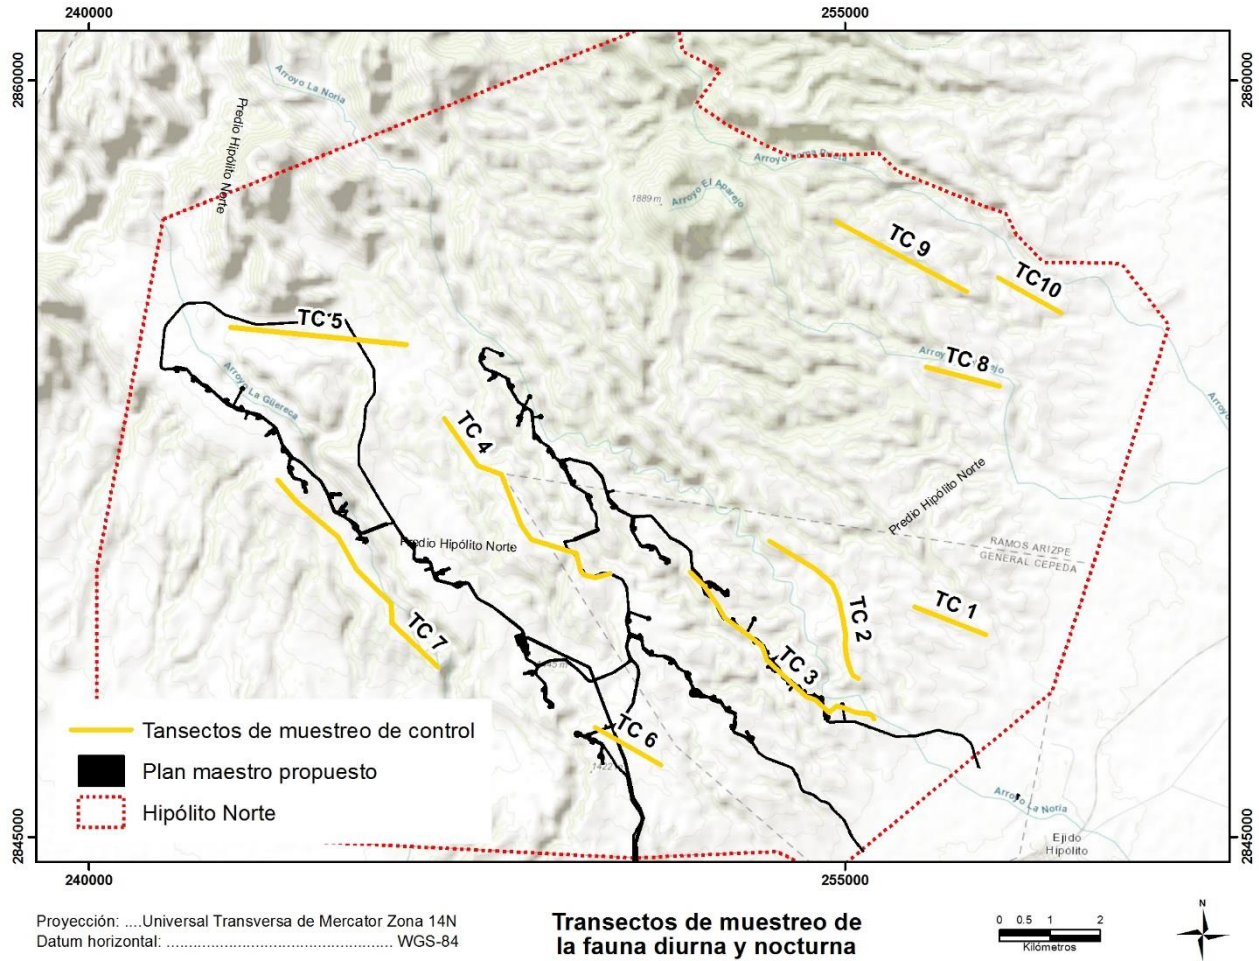 240000
255000
2860000
2860000
Arroyo La Noria
Predio Hipólito Norte
Arroyo Loma Prieta
Arroyo El Aparejo
1889 m
TC 9
TC10
TC 5
TC 8
Arroyo
Arroyo La Güereca
TC 4
Predio Hipólito Norte
Predio Hipólito Norte
RAMOS ARIZPE
GENERAL CEPEDA
TC 1
TC 2
TC 7
TC 3
TC 6
Tansectos de muestreo de control
Plan maestro propuesto
Hipólito Norte
Arroyo La Noria
Ejido
Hipólito
2845000
2845000
240000
255000
Proyección: ....Universal Transversa de Mercator Zona 14N
Datum horizontal: ............................................ WGS-84
Transectos de muestreo de
la fauna diurna y nocturna
0 0.5 1 2
Kilómetros
N